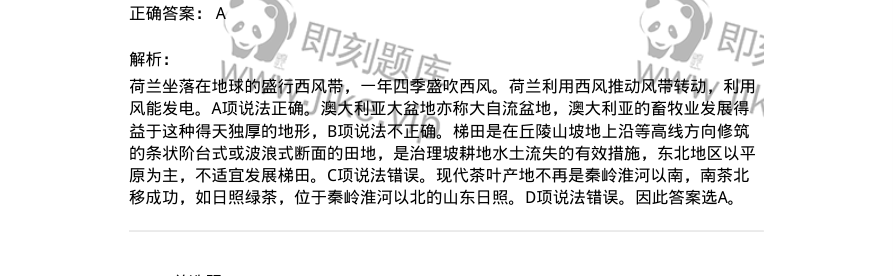 正确答案： A
解析：
荷兰坐落在地球的盛行西风带，一年四季盛吹西风。荷兰利用西风推动风带转动，利用
风能发电。A项说法正确。澳大利亚大盆地亦称大自流盆地，澳大利亚的畜牧业发展得
益于这种得天独厚的地形，B项说法不正确。梯田是在丘陵山坡地上沿等高线方向修筑
的条状阶台式或波浪式断面的田地，是治理坡耕地水土流失的有效措施，东北地区以平
原为主，不适宜发展梯田。C项说法错误。现代茶叶产地不再是秦岭淮河以南，南茶北
移成功，如日照绿茶，位于秦岭淮河以北的山东日照。D项说法错误。因此答案选A。
即刻题库
www.jike.vip
即刻
www